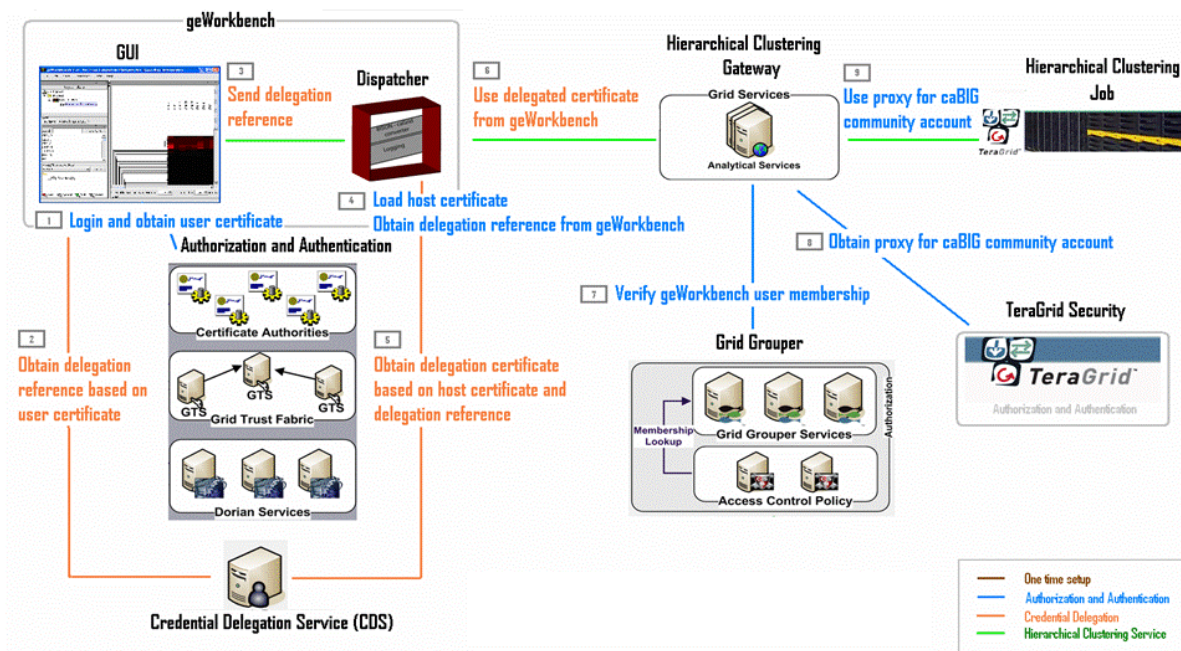 geWorkbench
GUI
Dispatcher
3
Send delegation
reference
6
Use delegated certificate
from geWorkbench
Hierarchical Clustering
Gateway
Grid Services
Analytical Services
9
Use proxy for caBIG
community account
Hierarchical Clustering
Job
TeraGrid™
converter
Logging
1
Login and obtain user certificate
4
Load host certificate
Obtain delegation reference from geWorkbench
Authorization and Authentication
Certificate Authorities
GTS
GTS
GTS
Grid Trust Fabric
Dorian Services
2
Obtain delegation
reference based on
user certificate
5
Obtain delegation certificate
based on host certificate and
delegation reference
Credential Delegation Service (CDS)
8
Obtain proxy for caBIG community account
7
Verify geWorkbench user membership
Grid Grouper
Membership
Lookup
Grid Grouper Services
Access Control Policy
Authorization
TeraGrid Security
TeraGrid™
Authorization and Authentication
One time setup
Authorization and Authentication
Credential Delegation
Hierarchical Clustering Service